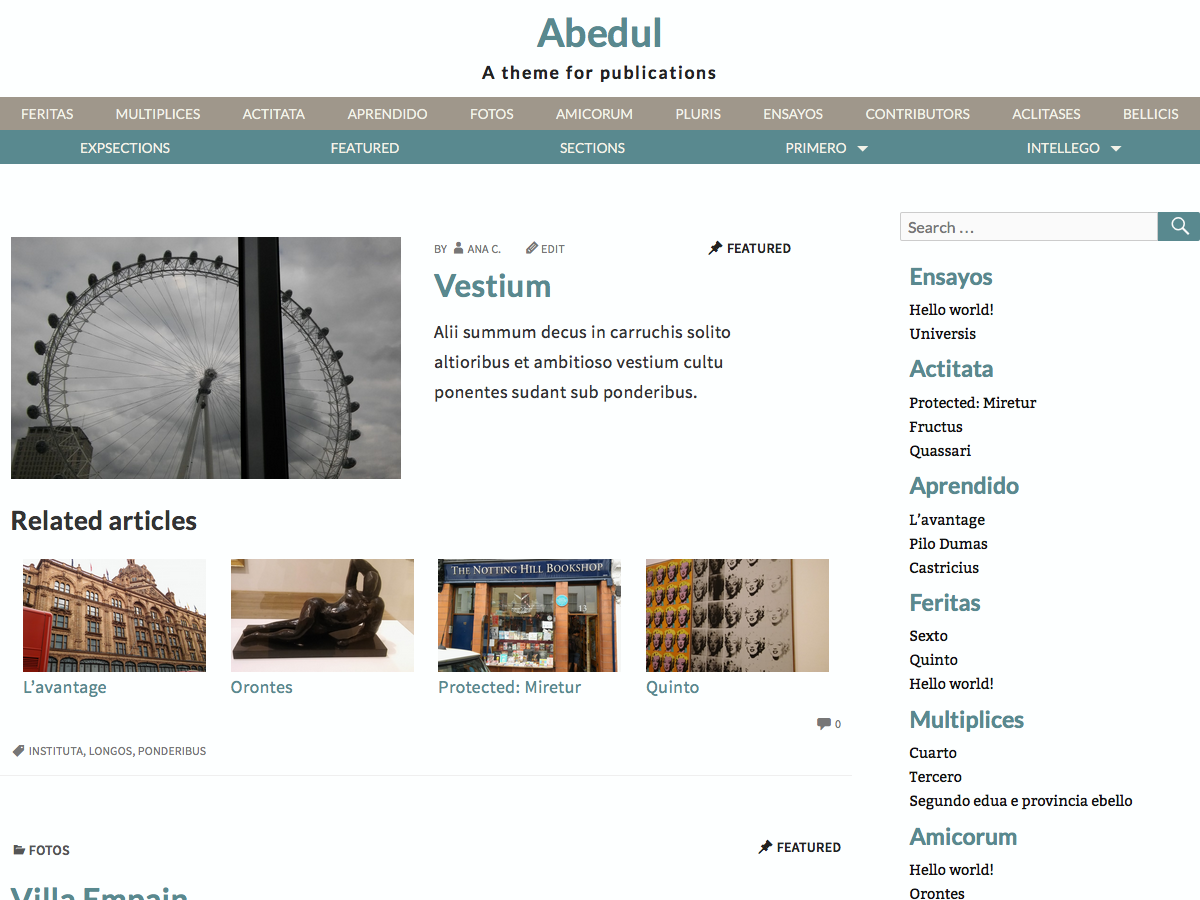 Abedul
A theme for publications
FERITAS MULTIPLICES ACTITATA APRENDIDO FOTOS AMICORUM PLURIS ENSAYOS CONTRIBUTORS ACLITASES BELLICIS
EXPSECTIONS FEATURED SECTIONS PRIMERO INTELLEGO
BY ANA C. EDIT FEATURED
Vestium
Alii summum decus in carruchis solito
altioribus et ambitioso vestium cultu
ponentes sudant sub ponderibus.
Related articles
THE NOTTING HILL BOOKSHOP
13
L’avantage
Orontes
Protected: Miretur
Quinto
0
INSTITUTA, LONGOS, PONDERIBUS
FOTOS
FEATURED
Villa Empain
Search …
Ensayos
Hello world!
Universis
Actitata
Protected: Miretur
Fructus
Quassari
Aprendido
L’avantage
Pilo Dumas
Castricius
Feritas
Sexto
Quinto
Hello world!
Multiplices
Cuarto
Tercero
Segundo edua e provincia ebello
Amicorum
Hello world!
Orontes